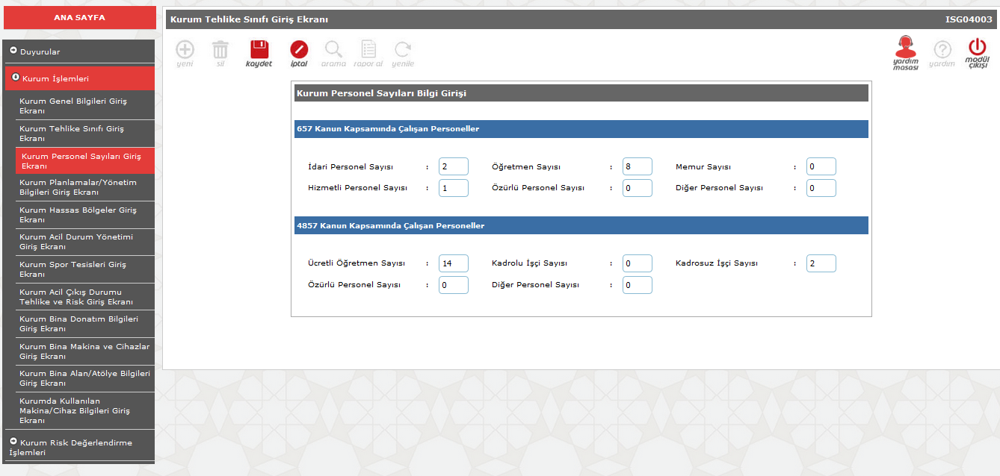 ANA SAYFA
Duyurular
Kurum İşlemleri
Kurum Genel Bilgileri Giriş
Ekranı
Kurum Tehlike Sınıfı Giriş
Ekranı
Kurum Personel Sayıları Giriş
Ekranı
Kurum Planlamalar/Yönetim
Bilgileri Giriş Ekranı
Kurum Hassas Bölgeler Giriş
Ekranı
Kurum Acil Durum Yönetimi
Giriş Ekranı
Kurum Spor Tesisleri Giriş
Ekranı
Kurum Acil Çıkış Durumu
Tehlike ve Risk Giriş Ekranı
Kurum Bina Donatım Bilgileri
Giriş Ekranı
Kurum Bina Makina ve Cihazlar
Giriş Ekranı
Kurum Bina Alan/Atölye Bilgileri
Giriş Ekranı
Kurumda Kullanılan
Makina/Cihaz Bilgileri Giriş
Ekranı
Kurum Risk Değerlendirme
İşlemleri
Kurum Tehlike Sınıfı Giriş Ekranı ISG04003
yeni sil kaydet iptal arama rapor al yenile yardım masası yardım modül çıkışı
Kurum Personel Sayıları Bilgi Girişi
657 Kanun Kapsamında Çalışan Personeller
İdari Personel Sayısı : 2 Öğretmen Sayısı : 8 Memur Sayısı : 0
Hizmetli Personel Sayısı : 1 Özürlü Personel Sayısı : 0 Diğer Personel Sayısı : 0
4857 Kanun Kapsamında Çalışan Personeller
Ücretli Öğretmen Sayısı : 14 Kadrolu İşçi Sayısı : 0 Kadrosuz İşçi Sayısı : 2
Özürlü Personel Sayısı : 0 Diğer Personel Sayısı : 0